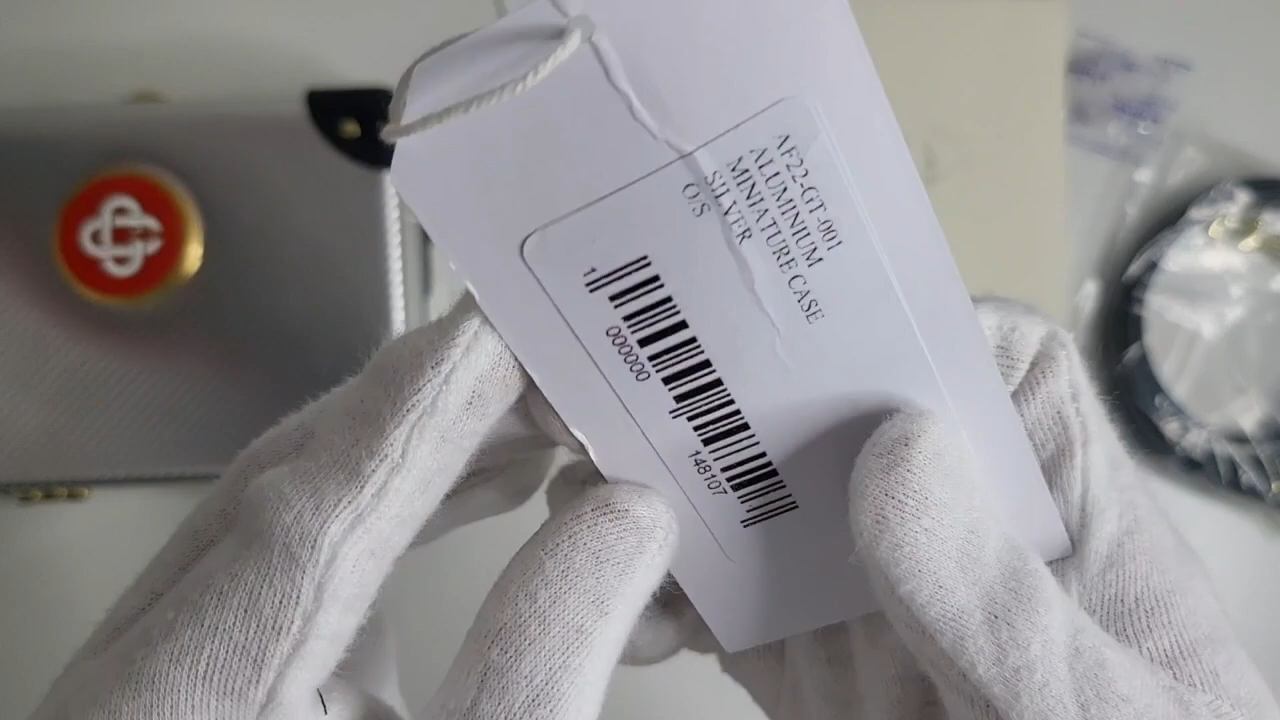 AF22-GT-001
ALUMINIUM
MINIATURE CASE
SILVER
O/S
1 000000 148107